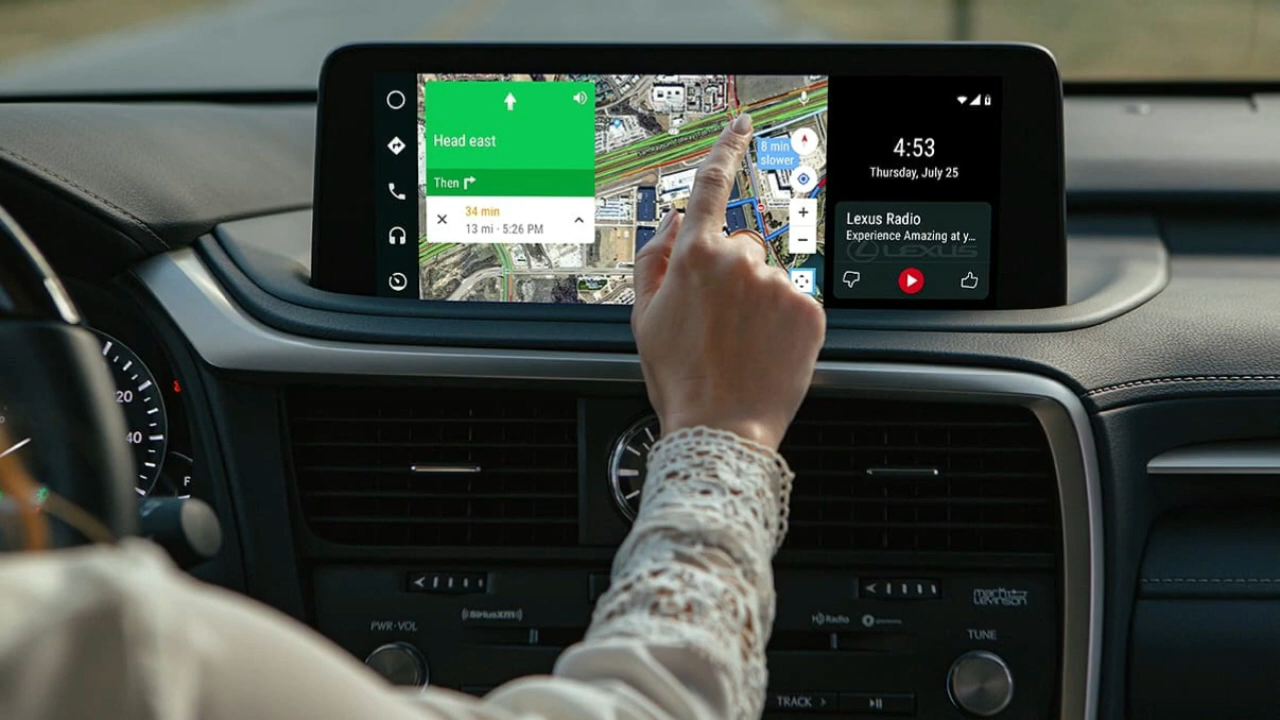 Head east
Then
34 min
13 mi · 5:26 PM
8 min
slower
+
−
4:53
Thursday, July 25
Lexus Radio
Experience Amazing at y...
LEXUS
20
40
F
PWR·VOL
((SiriusXM))
HD Radio
Mark
Levinson
TUNE
TRACK >